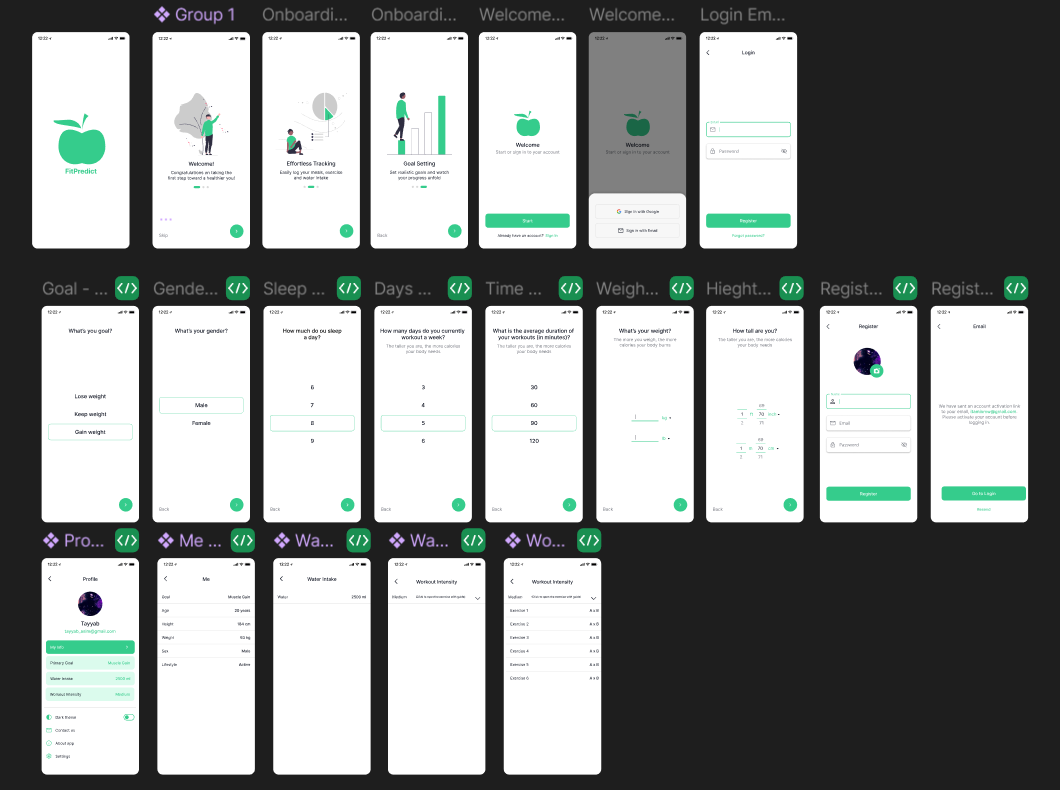 Group 1
Onboardi...
Onboardi...
Welcome...
Welcome...
Login Em...
12:22
FitPredict
12:22
Welcome!
Congratulations on taking the
first step toward a healthier you!
Skip
12:22
Effortless Tracking
Easily log your meals, exercise
and water intake
12:22
Goal Setting
Set realistic goals and watch
your progress unfold
Back
12:22
Welcome
Start or sign in to your account
Start
Already have an account? Sign in
12:22
Welcome
Start or sign in to your account
G Sign in with Google
Sign in with Email
12:22
Login
Email
Password
Register
Forgot password?
Goal - ...
Gende...
Sleep ...
Days ...
Time ...
Weigh...
Hieght...
Regist...
Regist...
12:22
What's you goal?
Lose weight
Keep weight
Gain weight
12:22
What's your gender?
Male
Female
Back
12:22
How much do ou sleep
a day?
6
7
8
9
Back
12:22
How many days do you currently
workout a week?
The taller you are, the more calories
your body needs
3
4
5
6
Back
12:22
What is the average duration of
your workouts (in minutes)?
The taller you are, the more calories
your body needs
30
60
90
120
Back
12:22
What's your weight?
The more you weigh, the more
calories your body burns
kg
Back
12:22
How tall are you?
The taller you are, the more calories
your body needs
69
1 ft 70
2 71
69
1 70 cm
2 71
Back
12:22
Register
Email
Password
Register
12:22
Email
We have sent an account activation link
Please activate your account before
logging in.
Go to Login
Resend
Pro...
Me ...
Wa...
Wa...
Wo...
12:22
Profile
Tayyab
My Info
Primary Goal Muscle Gain
Water Intake 2500 ml
Workout Intensity Medium
Dark theme
Contact us
About app
Settings
12:22
Me
Goal Muscle Gain
Age
Height 184 cm
Weight
Sex Male
Lifestyle Active
12:22
Water Intake
Water 2500 ml
12:22
Workout Intensity
Medium
12:22
Workout Intensity
Medium
Exercise 1 A x B
Exercise 2 A x B
Exercise 3 A x B
Exercise 4 A x B
Exercise 5 A x B
Exercise 6 A x B